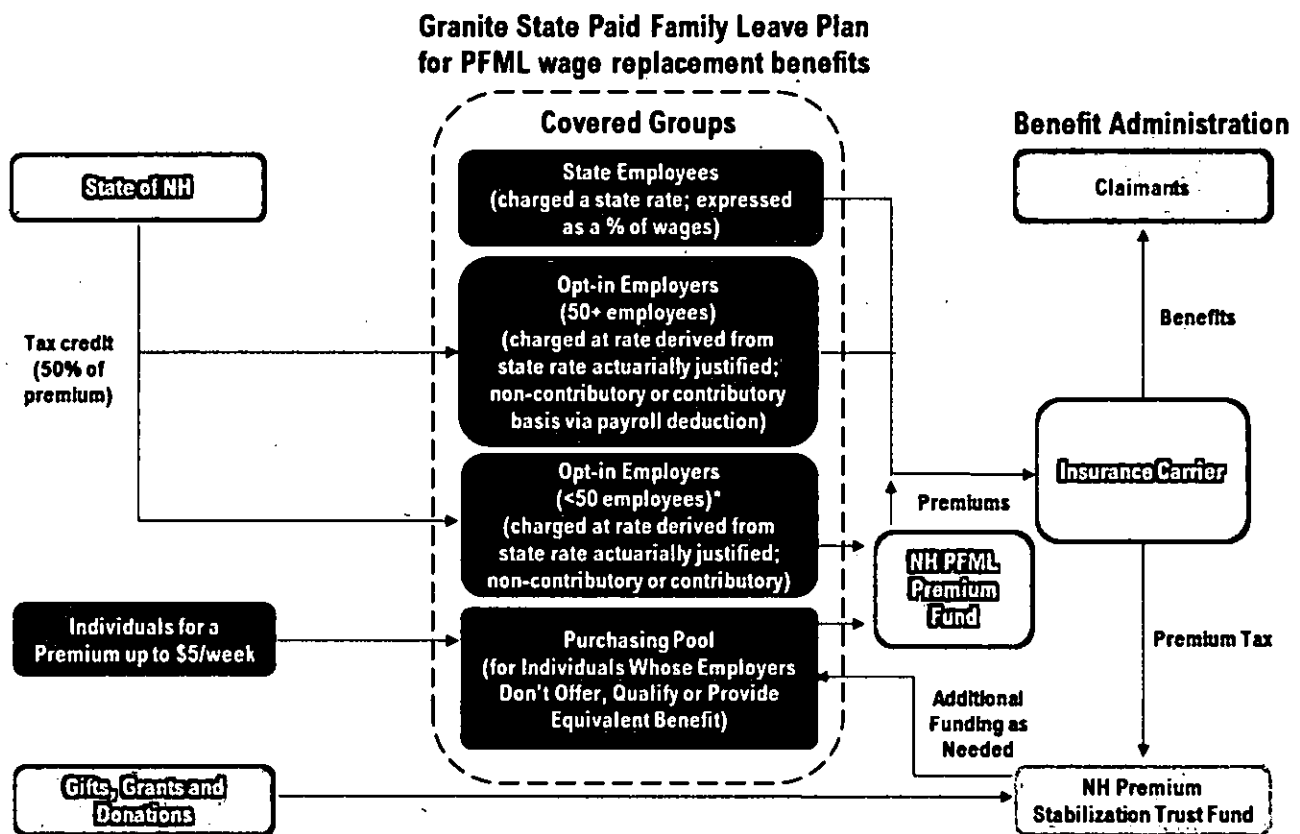 Granite State Paid Family Leave Plan
for PFML wage replacement benefits
Covered Groups
Benefit Administration
State of NH
State Employees
(charged a state rate; expressed
as a % of wages)
Claimants
Opt-in Employers
(50+ employees)
(charged at rate derived from
state rate actuarially justified;
non-contributory or contributory
basis via payroll deduction)
Tax credit
(50% of
premium)
Benefits
Opt-in Employers
(<50 employees)*
(charged at rate derived from
state rate actuarially justified;
non-contributory or contributory)
Insurance Carrier
Premiums
NH PFML
Premium
Fund
Individuals for a
Premium up to $5/week
Purchasing Pool
(for Individuals Whose Employers
Don't Offer, Qualify or Provide
Equivalent Benefit)
Premium Tax
Additional
Funding as
Needed
Gifts, Grants and
Donations
NH Premium
Stabilization Trust Fund